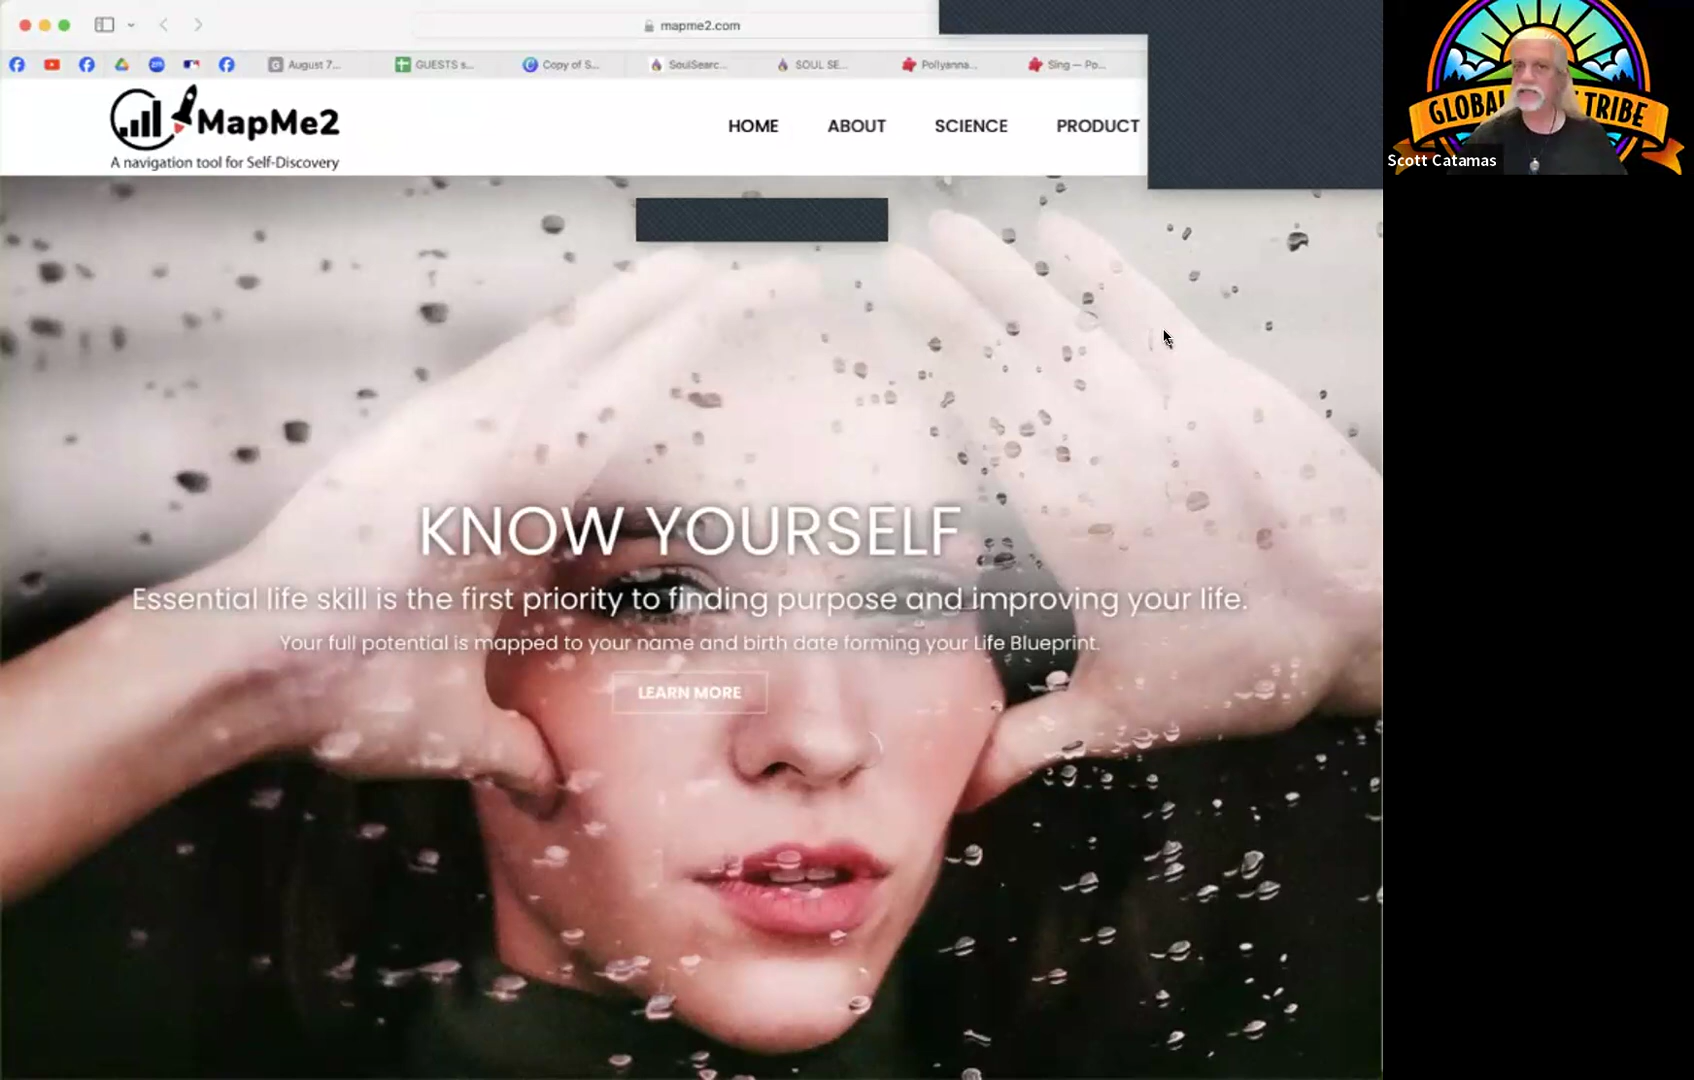 mapme2.com
August 7...
GUESTS s...
Copy of S...
SoulSearc...
SOUL SE...
Pollyanna...
Sing — Po...
MapMe2
A navigation tool for Self-Discovery
HOME
ABOUT
SCIENCE
PRODUCT
GLOBAL
TRIBE
Scott Catamas
KNOW YOURSELF
Essential life skill is the first priority to finding purpose and improving your life.
Your full potential is mapped to your name and birth date forming your Life Blueprint.
LEARN MORE